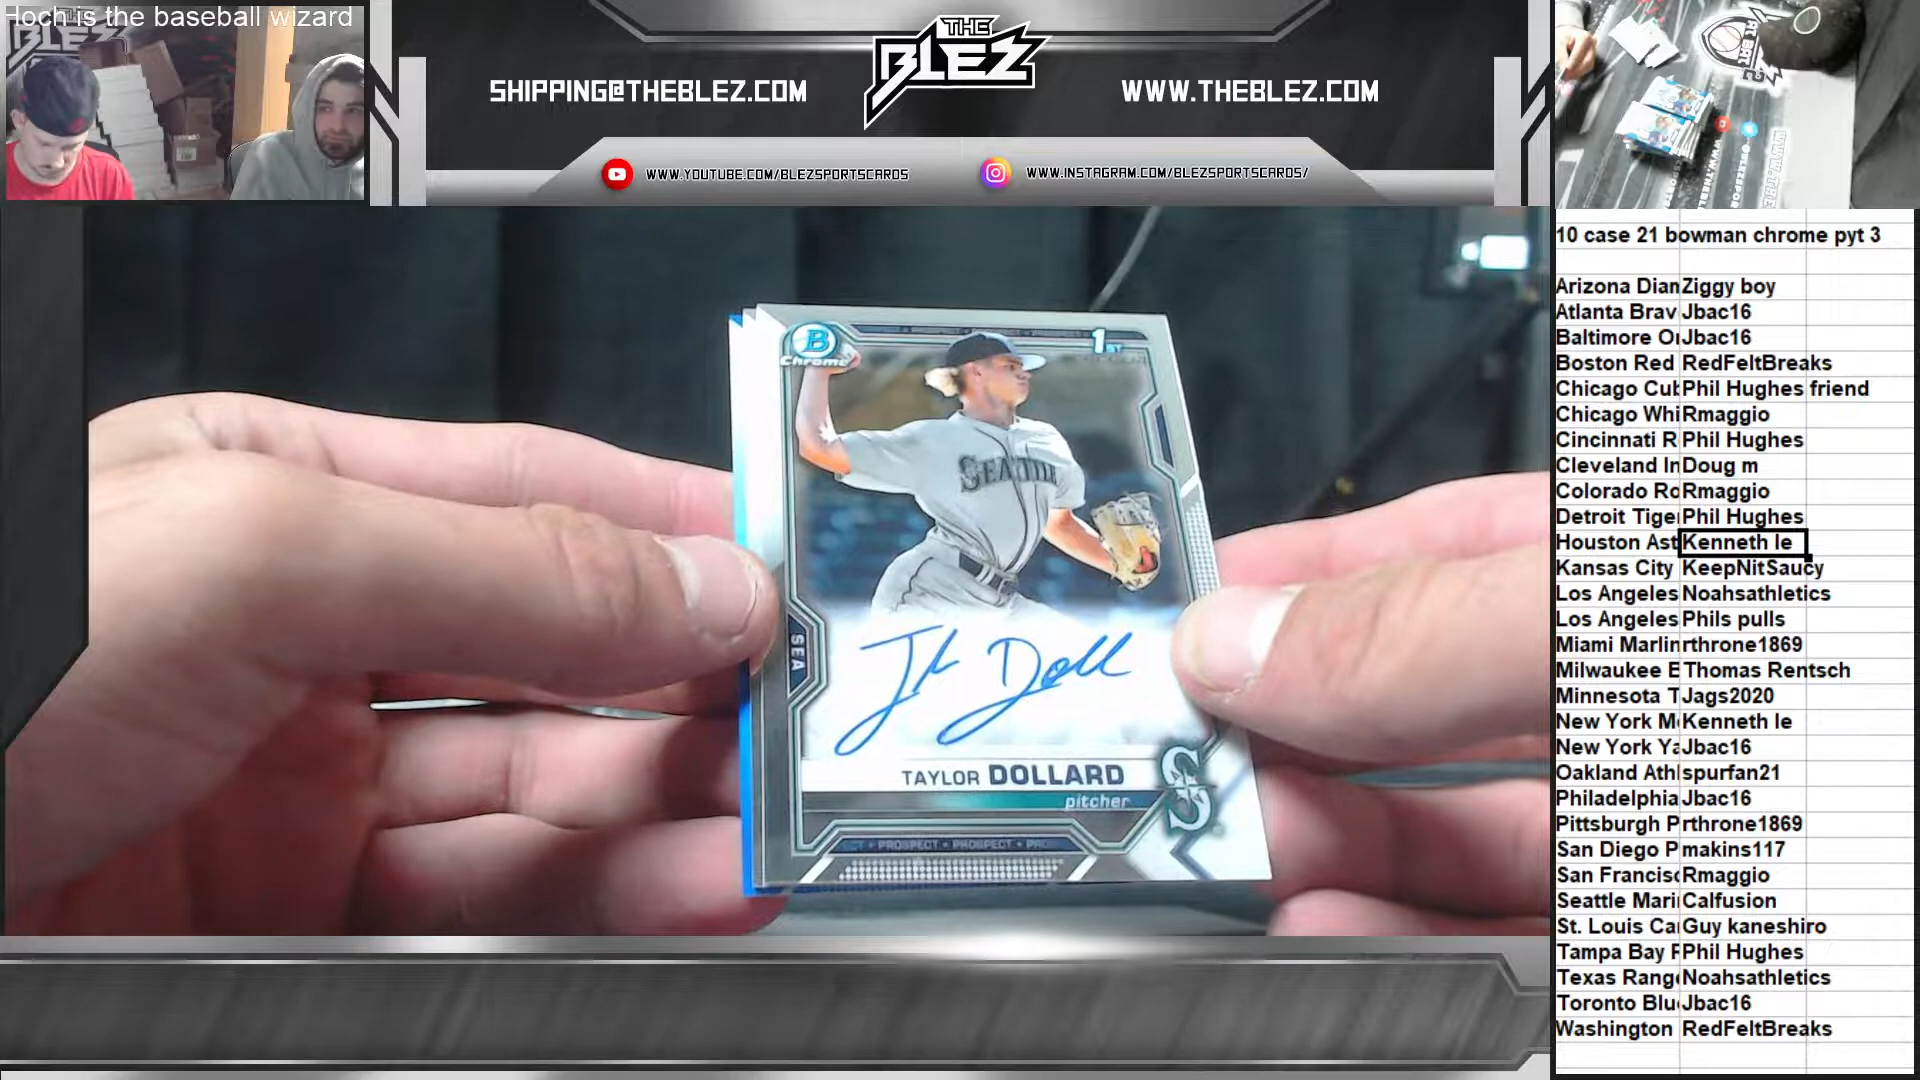 Hoch is the baseball wizard
THE
BLEZ
SHIPPING@THEBLEZ.COM
WWW.THEBLEZ.COM
WWW.YOUTUBE.COM/BLEZSPORTSCARDS
WWW.INSTAGRAM.COM/BLEZSPORTSCARDS/
B
Chrome
1ST
SEATTLE
SEA
TAYLOR DOLLARD
pitcher
PROSPECT • PROSPECT
10 case 21 bowman chrome pyt 3
Arizona Dian Ziggy boy
Atlanta Brav Jbac16
Baltimore Or Jbac16
Boston Red RedFeltBreaks
Chicago Cub Phil Hughes friend
Chicago Whi Rmaggio
Cincinnati R Phil Hughes
Cleveland In Doug m
Colorado Ro Rmaggio
Detroit Tiger Phil Hughes
Houston Ast Kenneth le
Kansas City KeepNitSaucy
Los Angeles Noahsathletics
Los Angeles Phils pulls
Miami Marlin rthrone1869
Milwaukee B Thomas Rentsch
Minnesota T Jags2020
New York M Kenneth le
New York Ya Jbac16
Oakland Athl spurfan21
Philadelphia Jbac16
Pittsburgh P rthrone1869
San Diego P makins117
San Francisc Rmaggio
Seattle Mari Calfusion
St. Louis Car Guy kaneshiro
Tampa Bay R Phil Hughes
Texas Range Noahsathletics
Toronto Blu Jbac16
Washington RedFeltBreaks